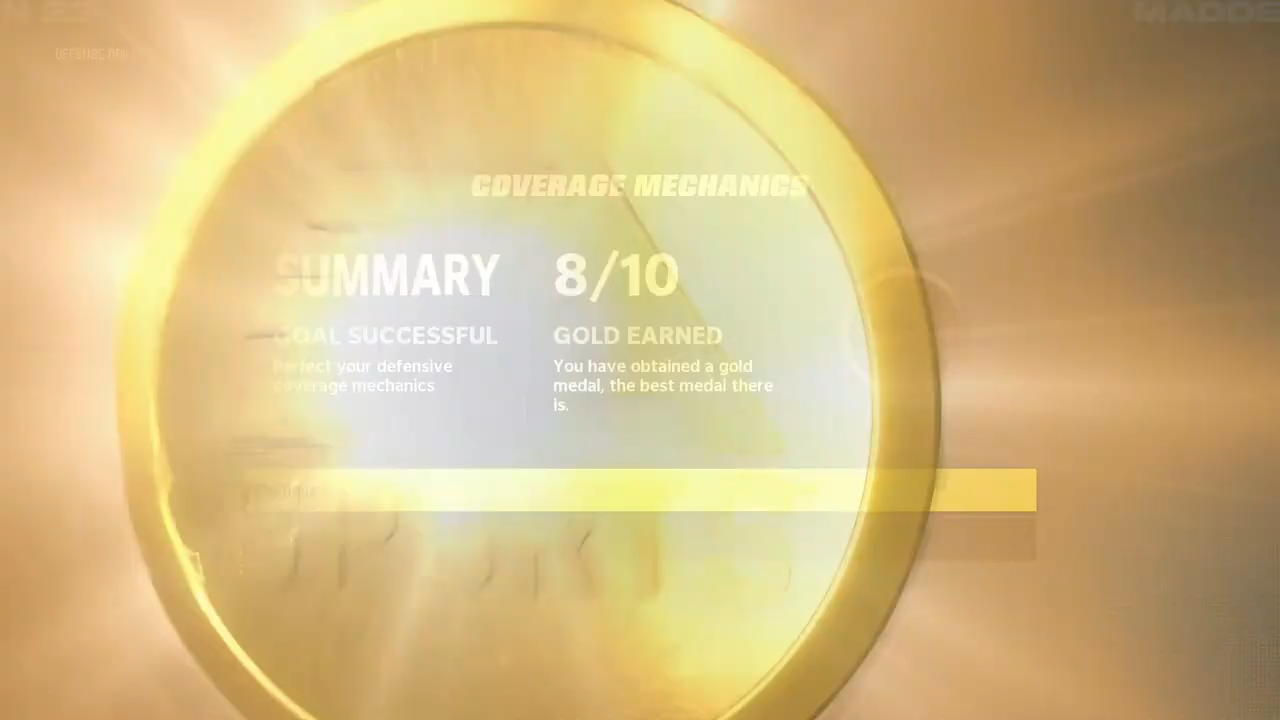 MADDE
COVERAGE MECHANICS
SUMMARY
8/10
GOAL SUCCESSFUL
GOLD EARNED
Perfect your defensive
coverage mechanics
You have obtained a gold
medal, the best medal there
is.